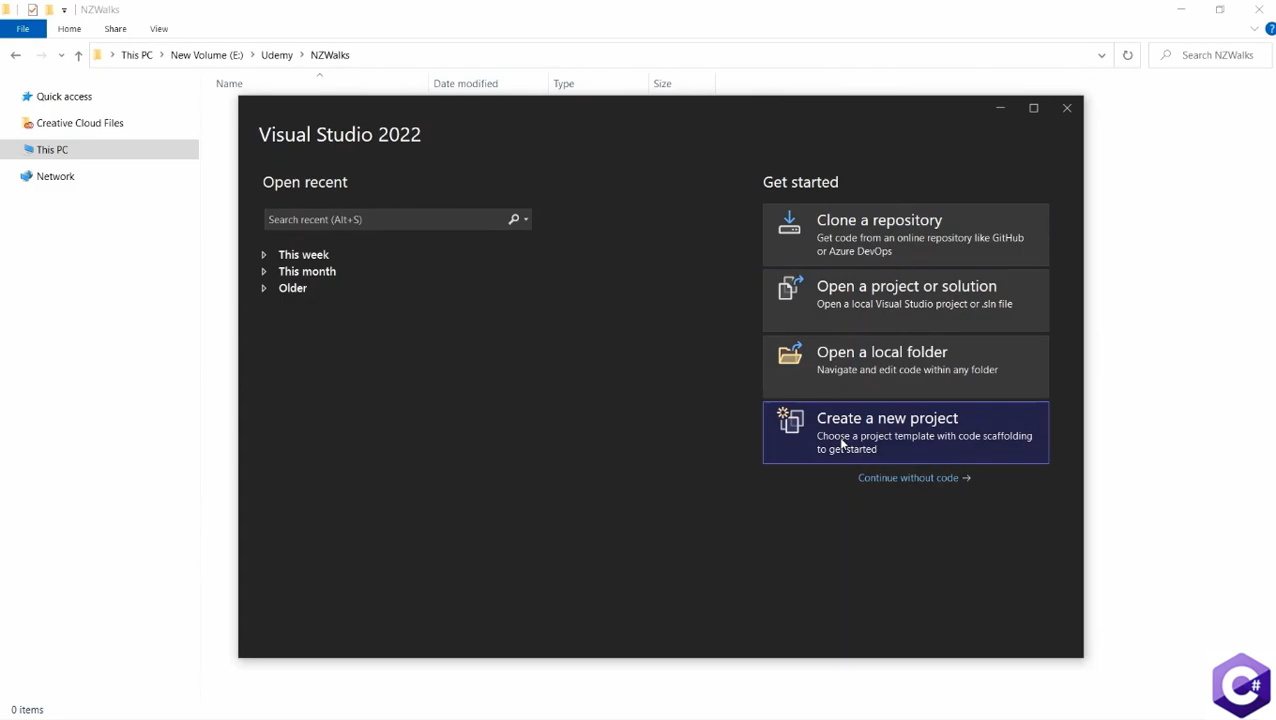 NZWalks
File Home Share View
This PC New Volume (E:) Udemy NZWalks Search NZWalks
Name Date modified Type Size
Quick access
Creative Cloud Files
This PC
Network
Visual Studio 2022
Open recent
Search recent (Alt+S)
This week
This month
Older
Get started
Clone a repository
Get code from an online repository like GitHub
or Azure DevOps
Open a project or solution
Open a local Visual Studio project or .sln file
Open a local folder
Navigate and edit code within any folder
Create a new project
Choose a project template with code scaffolding
to get started
Continue without code →
0 items
C#